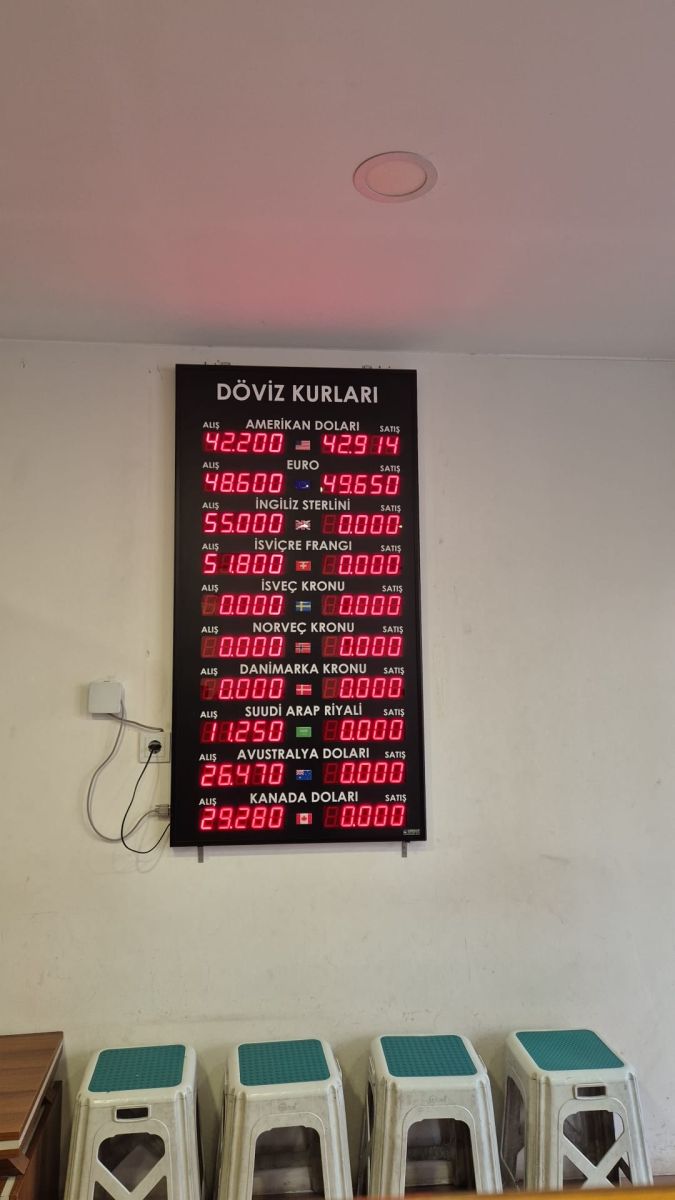 DÖVİZ KURLARI
ALIŞ AMERİKAN DOLARI SATIŞ
42.200 42.914
ALIŞ EURO SATIŞ
48.600 49.650
ALIŞ İNGİLİZ STERLİNİ SATIŞ
55.000 0.000
ALIŞ İSVİÇRE FRANGI SATIŞ
51.800 0.000
ALIŞ İSVEÇ KRONU SATIŞ
0.000 0.000
ALIŞ NORVEÇ KRONU SATIŞ
0.000 0.000
ALIŞ DANİMARKA KRONU SATIŞ
0.000 0.000
ALIŞ SUUDİ ARAP RİYALİ SATIŞ
11.250 0.000
ALIŞ AVUSTRALYA DOLARI SATIŞ
26.470 0.000
ALIŞ KANADA DOLARI SATIŞ
29.280 0.000